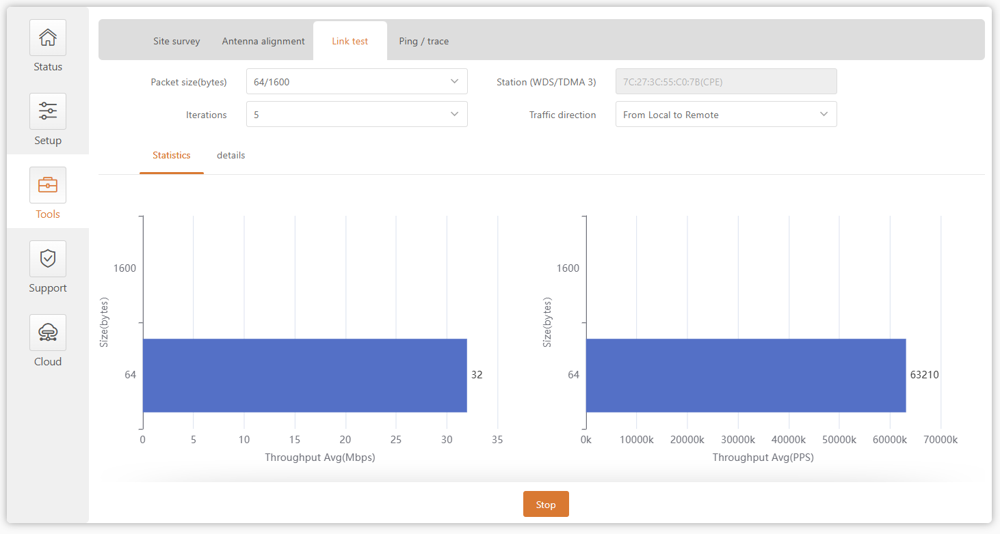 Status
Setup
Tools
Support
Cloud
Site survey Antenna alignment Link test Ping / trace
Packet size(bytes) 64/1600 Station (WDS/TDMA 3) 7C:27:3C:55:C0:7B(CPE)
Iterations 5 Traffic direction From Local to Remote
Statistics details
Size(bytes)
1600
64
32
0 5 10 15 20 25 30 35
Throughput Avg(Mbps)
Size(bytes)
1600
64
63210
0k 10000k 20000k 30000k 40000k 50000k 60000k 70000k
Throughput Avg(PPS)
Stop